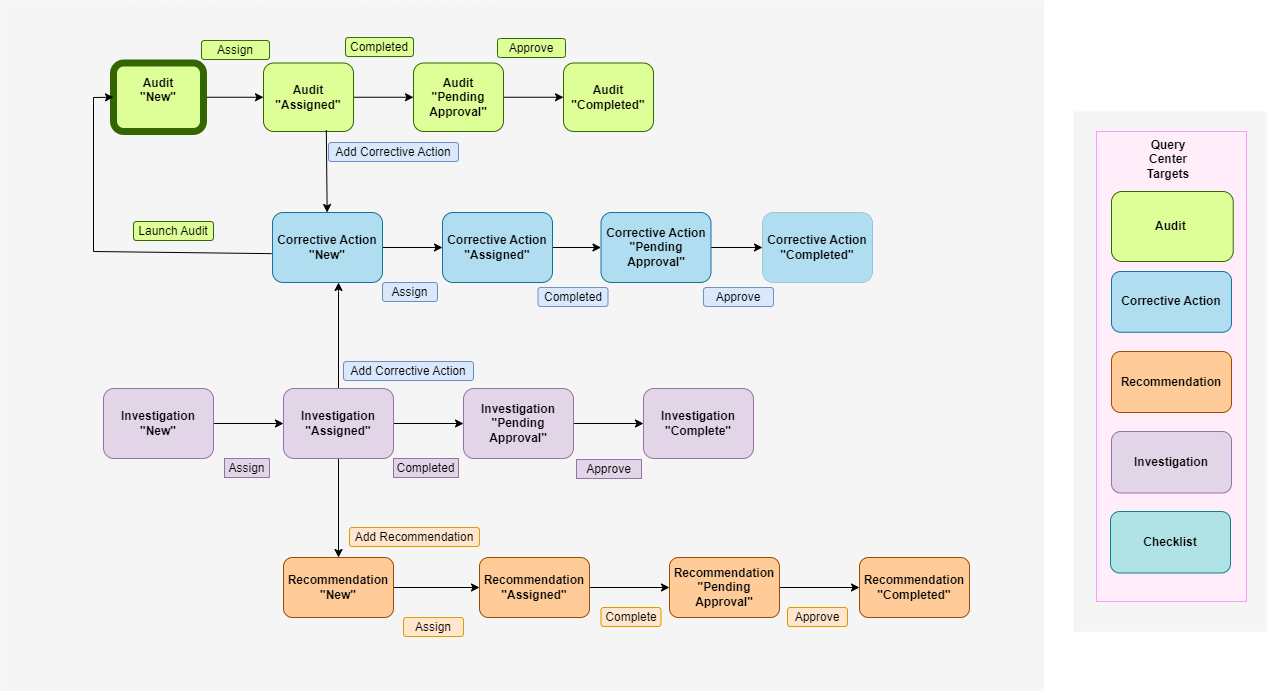 Assign
Completed
Approve
Audit
"New"
Audit
"Assigned"
Audit
"Pending
Approval"
Audit
"Completed"
Add Corrective Action
Launch Audit
Corrective Action
"New"
Corrective Action
"Assigned"
Corrective Action
"Pending
Approval"
Corrective Action
"Completed"
Assign
Completed
Approve
Add Corrective Action
Investigation
"New"
Investigation
"Assigned"
Investigation
"Pending
Approval"
Investigation
"Complete"
Assign
Completed
Approve
Add Recommendation
Recommendation
"New"
Recommendation
"Assigned"
Recommendation
"Pending
Approval"
Recommendation
"Completed"
Assign
Complete
Approve
Query
Center
Targets
Audit
Corrective Action
Recommendation
Investigation
Checklist